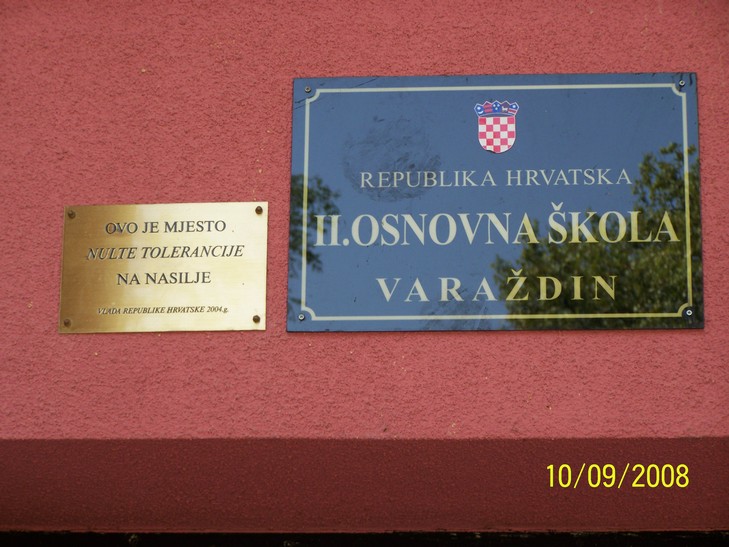 OVO JE MJESTO
NULTE TOLERANCIJE
NA NASILJE
VLADA REPUBLIKE HRVATSKE 2004.g.
REPUBLIKA HRVATSKA
II.OSNOVNA ŠKOLA
VARAŽDIN
10/09/2008